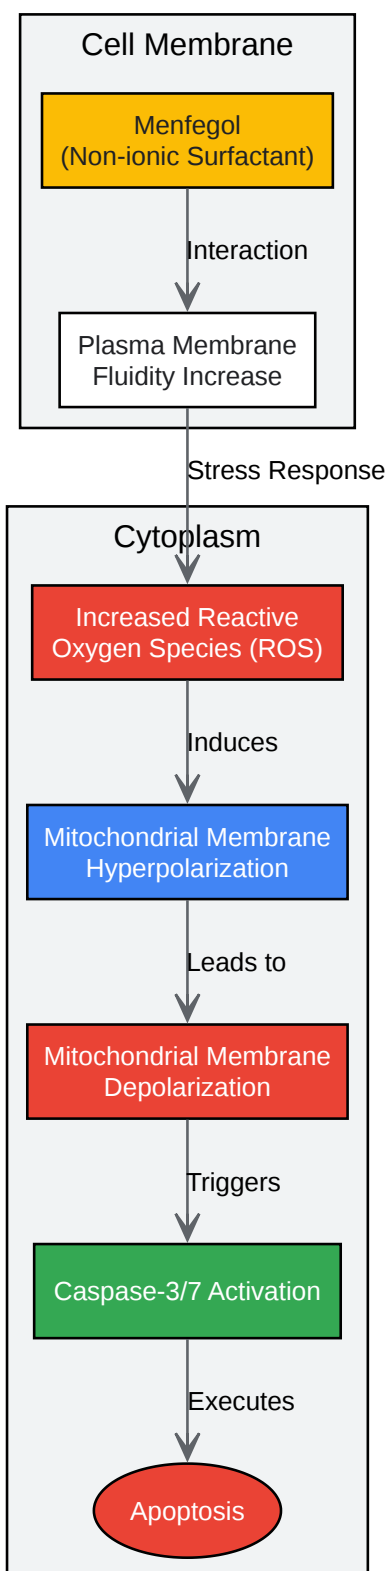 Cell Membrane
Menfegol
(Non-ionic Surfactant)
Interaction
Plasma Membrane
Fluidity Increase
Stress Response
Cytoplasm
Increased Reactive
Oxygen Species (ROS)
Induces
Mitochondrial Membrane
Hyperpolarization
Leads to
Mitochondrial Membrane
Depolarization
Triggers
Caspase-3/7 Activation
Executes
Apoptosis